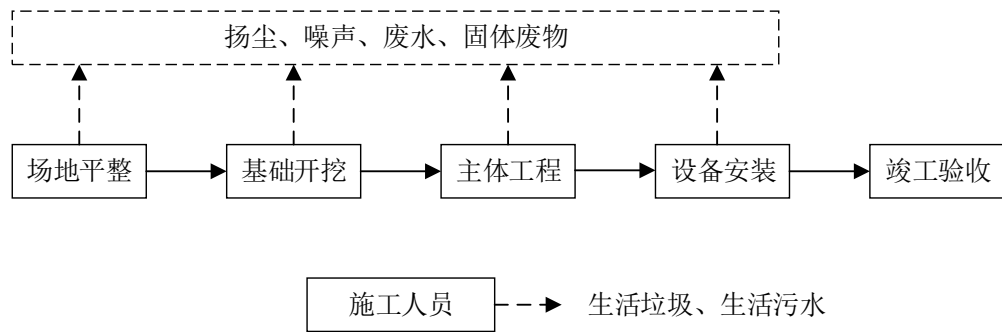 扬尘、噪声、废水、固体废物
场地平整 基础开挖 主体工程 设备安装 竣工验收
施工人员 生活垃圾、生活污水